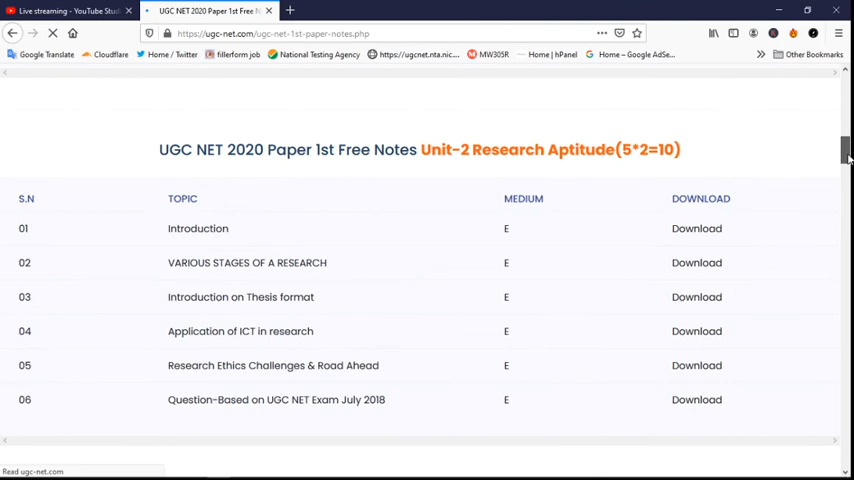 Live streaming - YouTube Stud
UGC NET 2020 Paper 1st Free N
https://ugc-net.com/ugc-net-1st-paper-notes.php
Google Translate
Cloudflare
Home / Twitter
fillerform job
National Testing Agency
https://ugcnet.nta.nic...
MW305R
Home | hPanel
Home – Google AdSe...
Other Bookmarks
UGC NET 2020 Paper 1st Free Notes Unit-2 Research Aptitude(5*2=10)
S.N TOPIC MEDIUM DOWNLOAD
01 Introduction E Download
02 VARIOUS STAGES OF A RESEARCH E Download
03 Introduction on Thesis format E Download
04 Application of ICT in research E Download
05 Research Ethics Challenges & Road Ahead E Download
06 Question-Based on UGC NET Exam July 2018 E Download
Read ugc-net.com